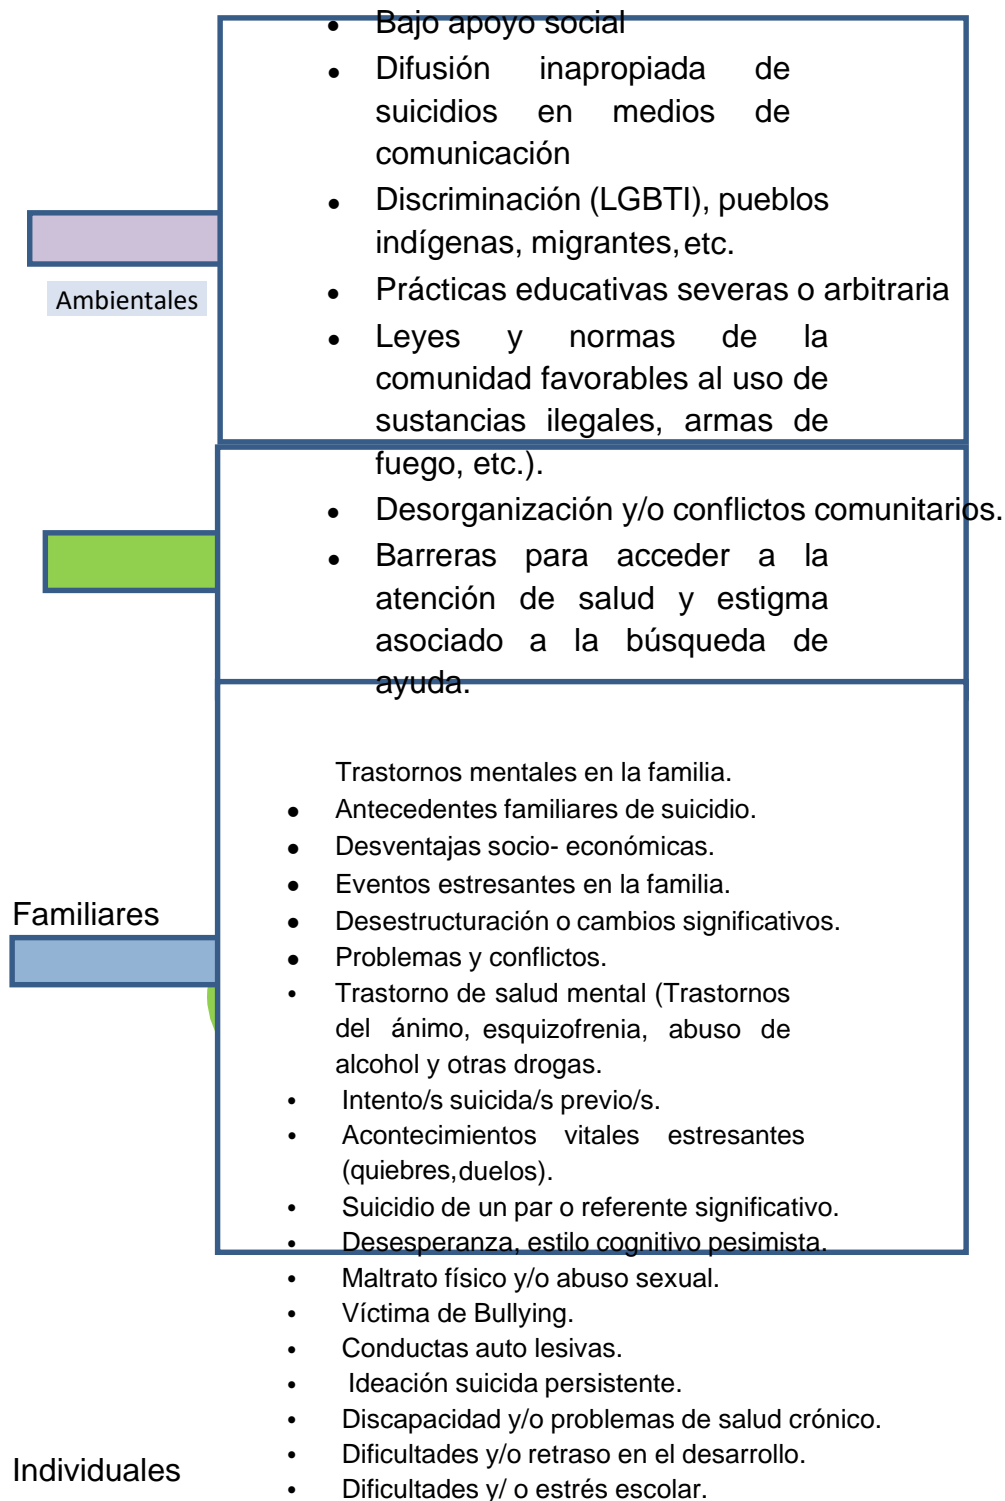 • Bajo apoyo social
• Difusión inapropiada de
suicidios en medios de
comunicación
• Discriminación (LGBTI), pueblos
indígenas, migrantes, etc.
Ambientales
• Prácticas educativas severas o arbitraria
• Leyes y normas de la
comunidad favorables al uso de
sustancias ilegales, armas de
fuego, etc.).
• Desorganización y/o conflictos comunitarios.
• Barreras para acceder a la
atención de salud y estigma
asociado a la búsqueda de
ayuda.
Trastornos mentales en la familia.
• Antecedentes familiares de suicidio.
• Desventajas socio- económicas.
• Eventos estresantes en la familia.
Familiares
• Desestructuración o cambios significativos.
• Problemas y conflictos.
• Trastorno de salud mental (Trastornos
del ánimo, esquizofrenia, abuso de
alcohol y otras drogas.
• Intento/s suicida/s previo/s.
• Acontecimientos vitales estresantes
(quiebres,duelos).
• Suicidio de un par o referente significativo.
• Desesperanza, estilo cognitivo pesimista.
• Maltrato físico y/o abuso sexual.
• Víctima de Bullying.
• Conductas auto lesivas.
• Ideación suicida persistente.
• Discapacidad y/o problemas de salud crónico.
• Dificultades y/o retraso en el desarrollo.
Individuales
• Dificultades y/ o estrés escolar.